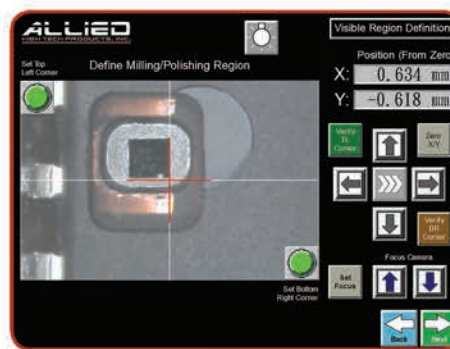 ALLIED
HIGH TECH PRODUCTS, INC.
Visible Region Definition
Set Top
Left Corner
Define Milling/Polishing Region
Position (From Zero)
X: 0.634 mm
Y: -0.618 mm
Verify
TL
Corner
Zero
X/Y
Verify
BR
Corner
Focus Camera
Set
Focus
Set Bottom
Right Corner
Back
Next